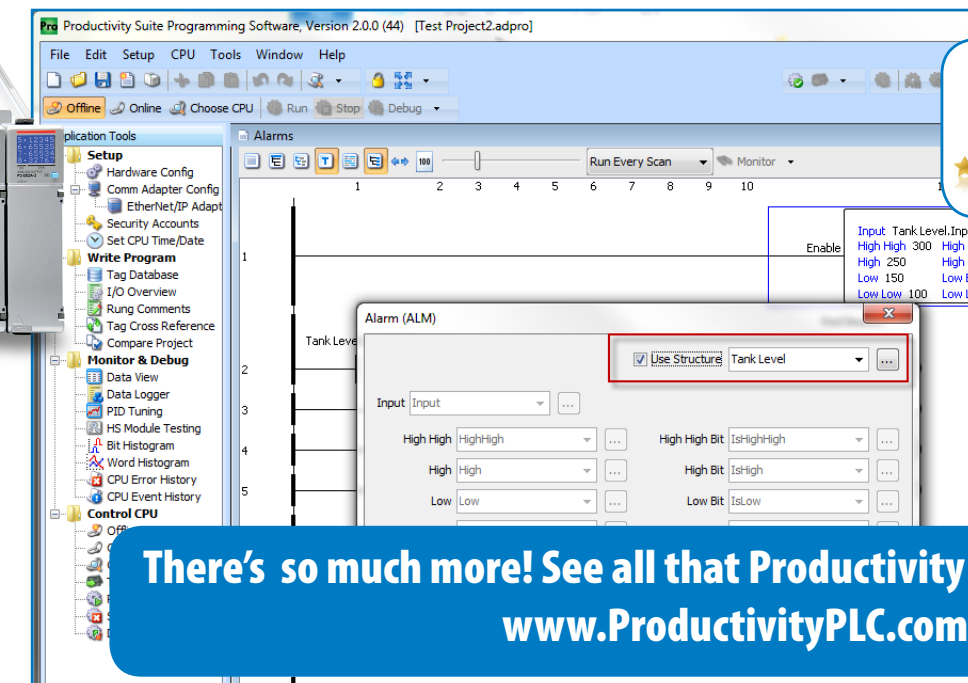 Pro Productivity Suite Programming Software, Version 2.0.0 (44) [Test Project2.adpro]
File Edit Setup CPU Tools Window Help
Offline Online Choose CPU Run Stop Debug
plication Tools
Alarms
Setup
Hardware Config
Comm Adapter Config
EtherNet/IP Adapt
Security Accounts
Set CPU Time/Date
Write Program
Tag Database
I/O Overview
Rung Comments
Tag Cross Reference
Compare Project
Monitor & Debug
Data View
Data Logger
PID Tuning
HS Module Testing
Bit Histogram
Word Histogram
CPU Error History
CPU Event History
Control CPU
T 100 Run Every Scan Monitor
1 2 3 4 5 6 7 8 9 10
1
Enable
Input Tank Level.Inp
High High 300 High
High 250 High
Low 150 Low
Low Low 100 Low
Tank Leve
2
3
4
5
Alarm (ALM)
Use Structure Tank Level ...
Input Input ...
High High HighHigh ... High High Bit IsHighHigh ...
High High ... High Bit IsHigh ...
Low Low ... Low Bit IsLow ...
There's so much more! See all that Productivity
www.ProductivityPLC.com